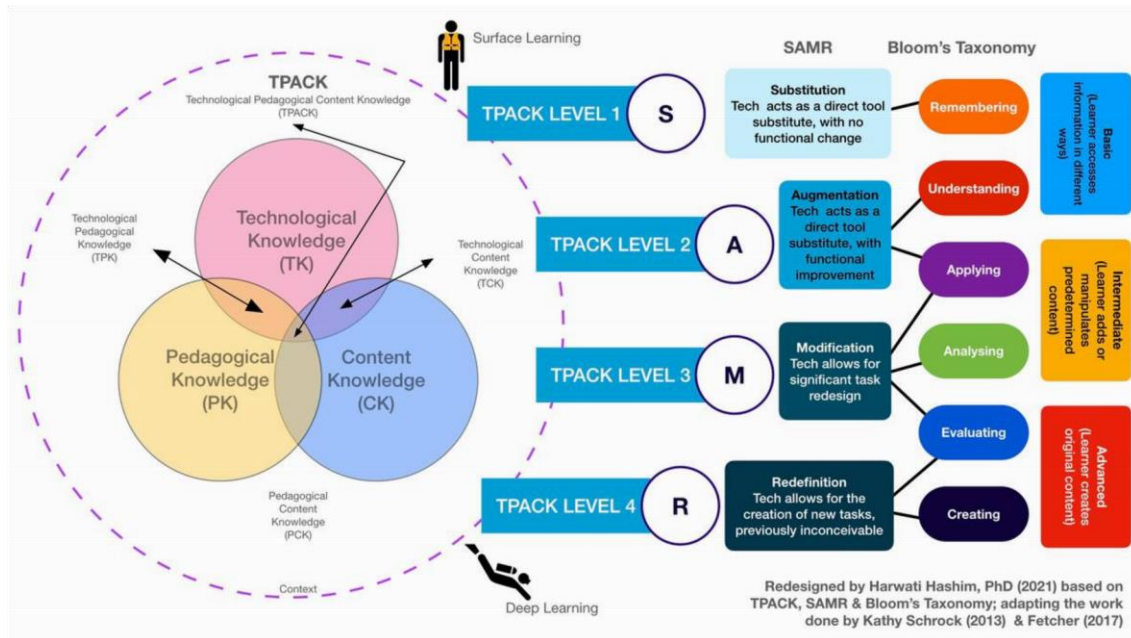 Surface Learning
TPACK
Technological Pedagogical Content Knowledge
(TPACK)
Technological
Knowledge
(TK)
Technological
Pedagogical
Knowledge
(TPK)
Technological
Content
Knowledge
(TCK)
Pedagogical
Knowledge
(PK)
Content
Knowledge
(CK)
Pedagogical
Content
Knowledge
(PCK)
Context
Deep Learning
TPACK LEVEL 1
S
TPACK LEVEL 2
A
TPACK LEVEL 3
M
TPACK LEVEL 4
R
SAMR
Substitution
Tech acts as a direct tool
substitute, with no
functional change
Augmentation
Tech acts as a
direct tool
substitute, with
functional
improvement
Modification
Tech allows for
significant task
redesign
Redefinition
Tech allows for the
creation of new tasks,
previously inconceivable
Bloom's Taxonomy
Remembering
Understanding
Applying
Analysing
Evaluating
Creating
Basic
(Learner accesses
information in different
ways)
Intermediate
(Learner adds or
manipulates
predetermined
content)
Advanced
(Learner creates
original content)
Redesigned by Harwati Hashim, PhD (2021) based on
TPACK, SAMR & Bloom's Taxonomy; adapting the work
done by Kathy Schrock (2013) & Fetcher (2017)